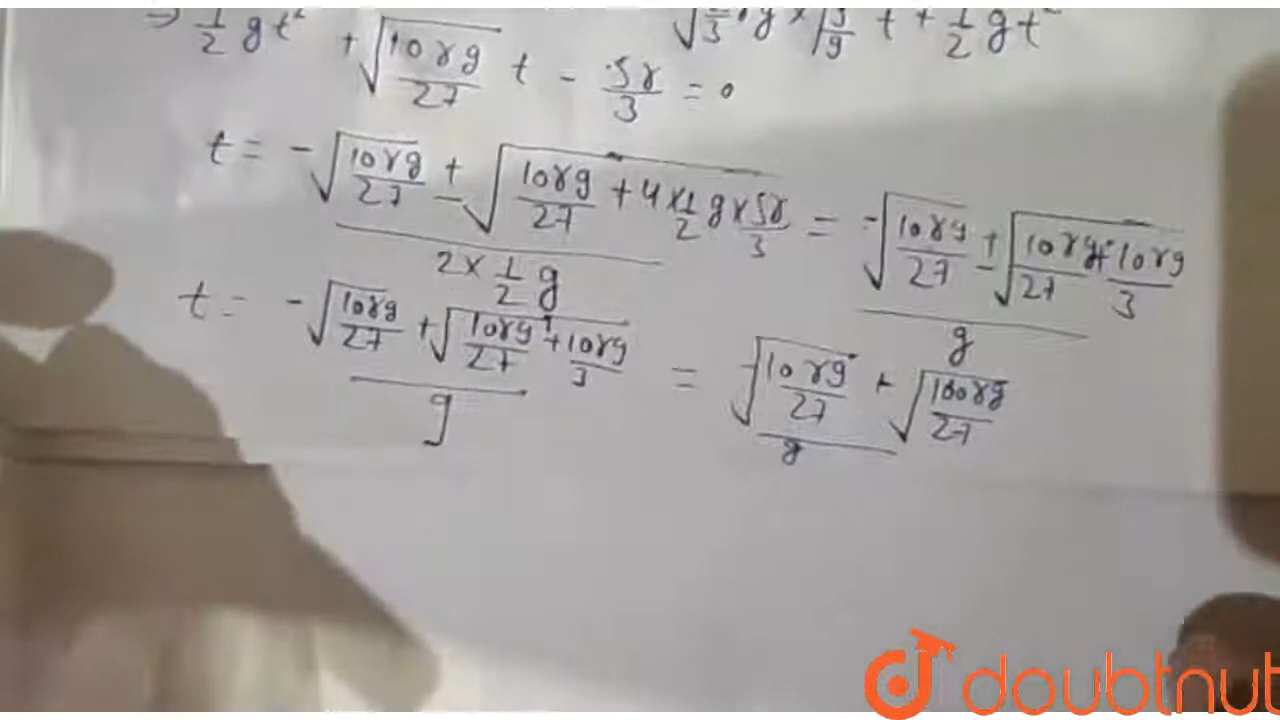 ⇒ 1/2 gt² + √(10rg/27) t − 5r/3 = 0
t + 1/2 gt²
t = (−√(10rg/27) ± √(10rg/27 + 4×1/2 g×5r/3)) / (2×1/2 g) = (−√(10rg/27) ± √(10rg/27 + 10rg/3)) / g
t = (−√(10rg/27) + √(10rg/27 + 10rg/3)) / g = (−√(10rg/27) + √(100rg/27)) / g
doubtnut